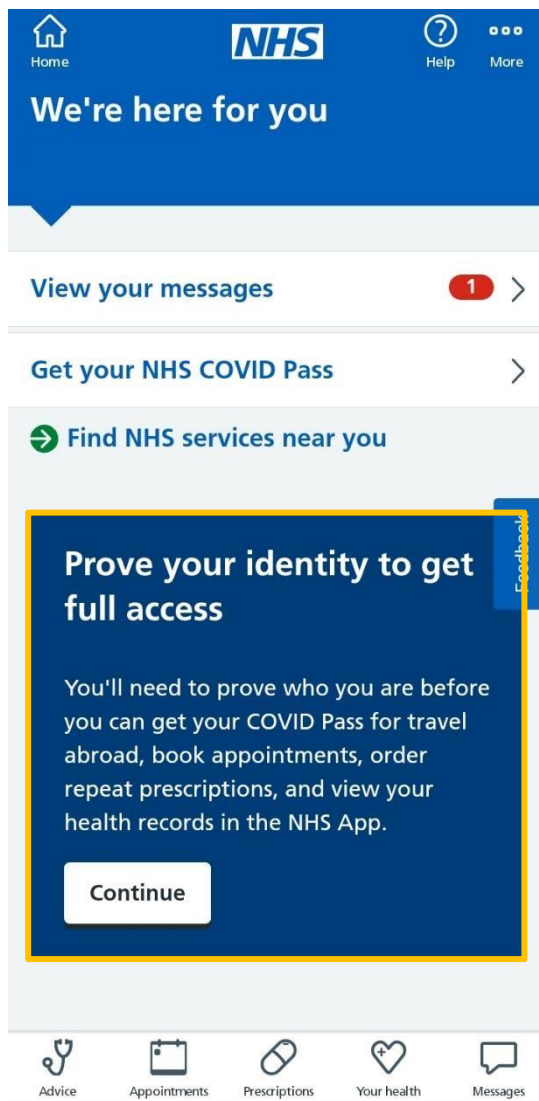 NHS
Home
Help
More
We're here for you
View your messages
1
Get your NHS COVID Pass
Find NHS services near you
Feedback
Prove your identity to get
full access
You'll need to prove who you are before
you can get your COVID Pass for travel
abroad, book appointments, order
repeat prescriptions, and view your
health records in the NHS App.
Continue
Advice
Appointments
Prescriptions
Your health
Messages